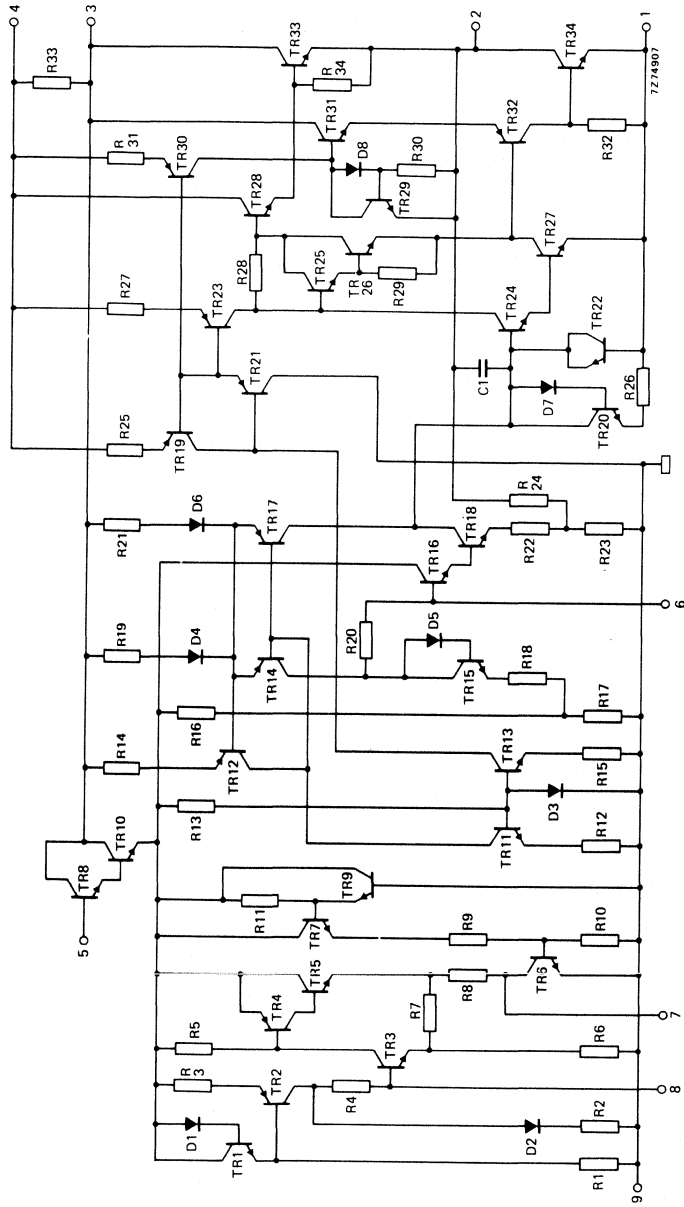 4
3
2
1
R33
TR33
R
34
TR34
7Z74907
R
31
TR30
TR31
D8
R30
TR29
TR32
R32
TR28
R28
TR25
TR
26
R29
TR27
R27
TR23
TR24
TR22
R25
TR19
TR21
C1
D7
TR20
R26
R21
D6
TR17
R
24
TR18
R22
R23
TR16
6
R19
D4
TR14
R20
D5
TR15
R18
R17
R16
R14
TR12
TR13
R15
R13
D3
TR11
R12
TR8
TR10
5
TR9
R11
TR7
R9
R10
TR5
R8
TR6
7
TR4
R5
R7
TR3
R6
8
R
3
TR2
R4
D2
R2
D1
TR1
R1
9